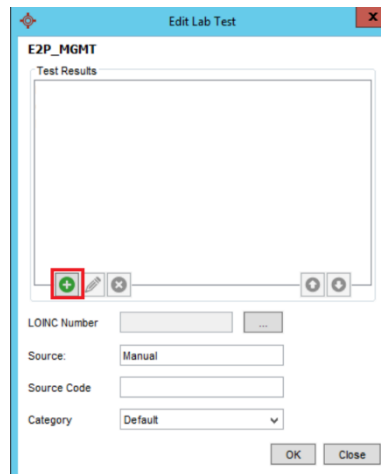 Edit Lab Test
x
E2P_MGMT
Test Results
LOINC Number
...
Source:
Manual
Source Code
Category
Default
OK
Close